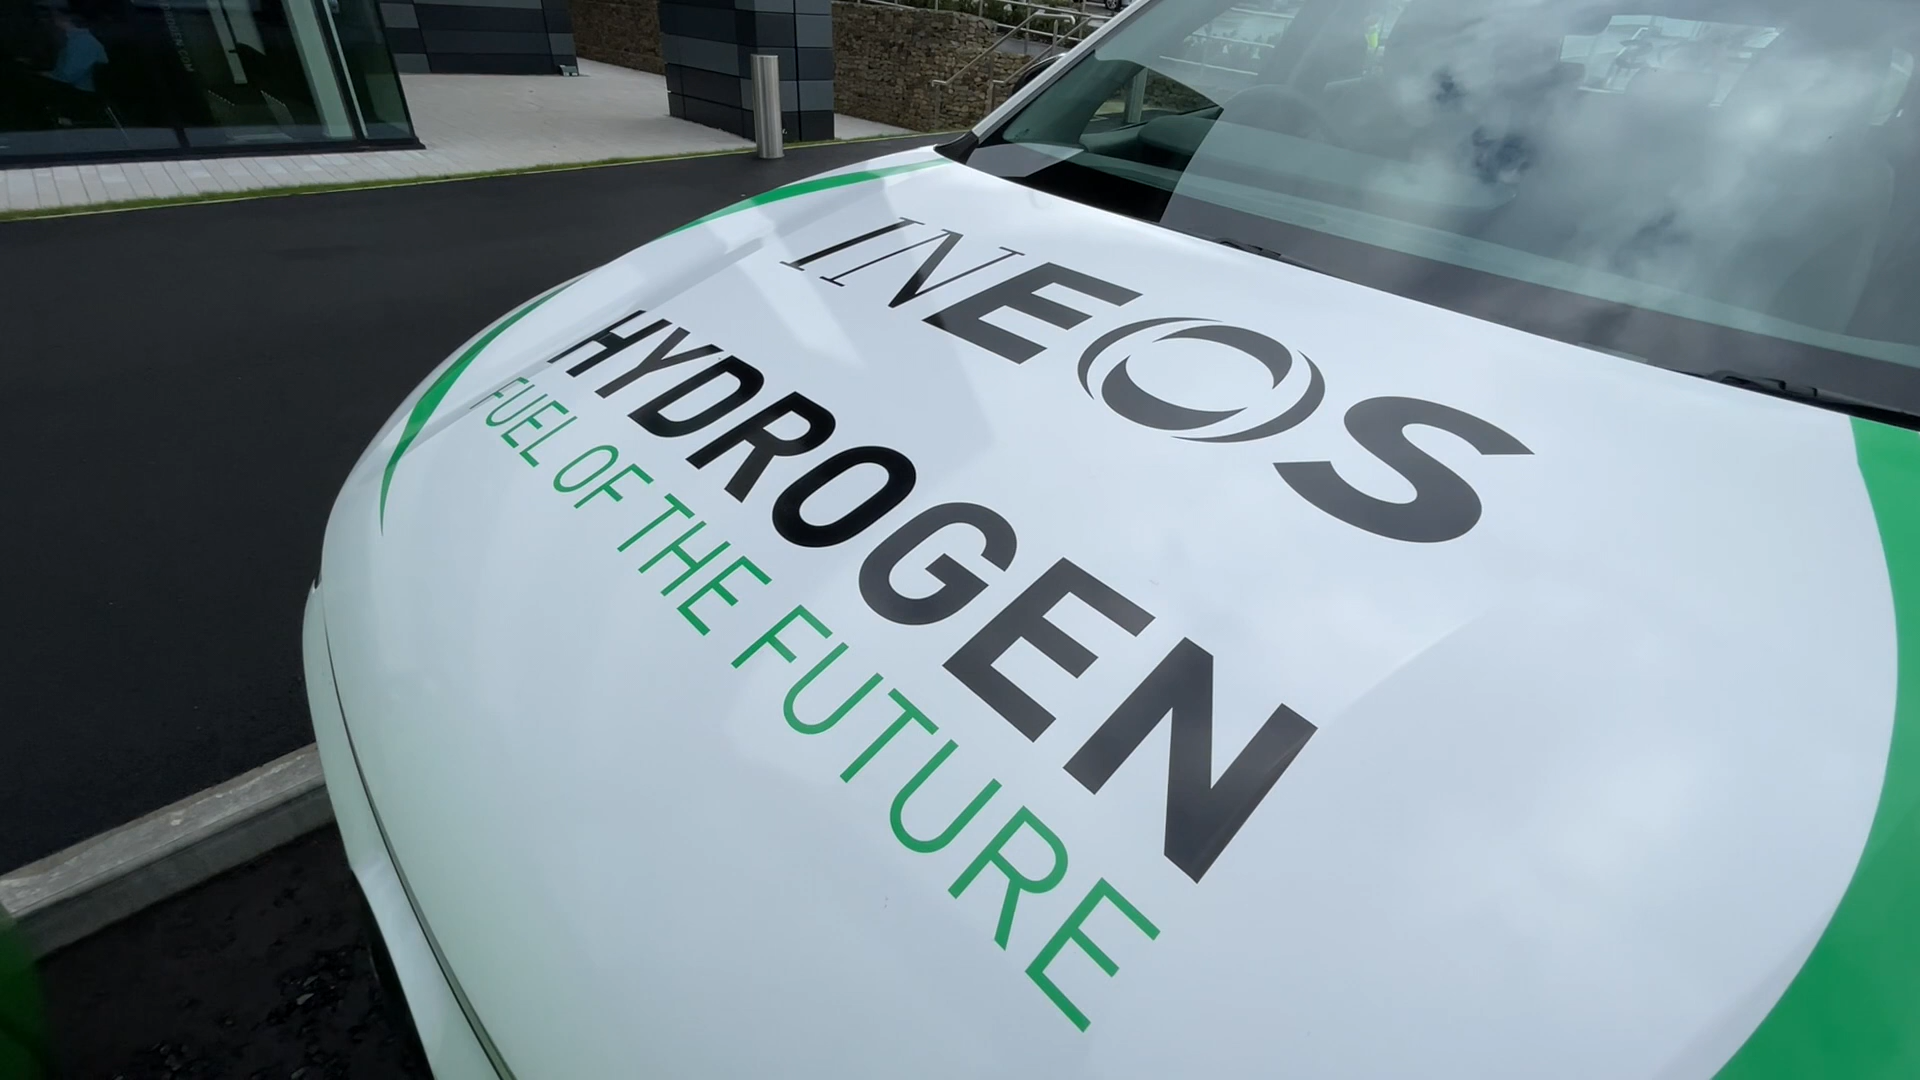 INEOS
HYDROGEN
FUEL OF THE FUTURE